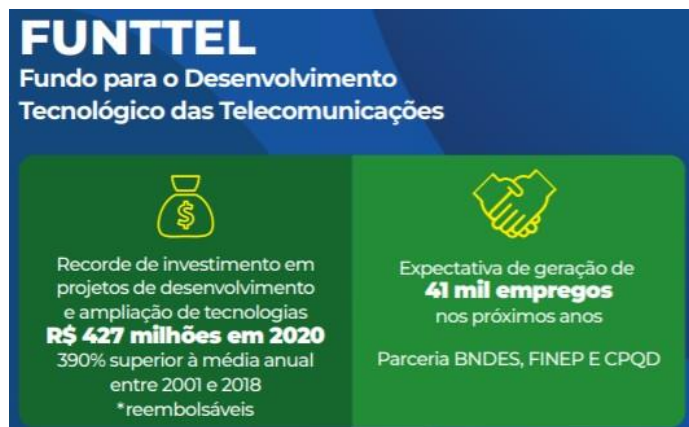 FUNTTEL
Fundo para o Desenvolvimento
Tecnológico das Telecomunicações
$
Recorde de investimento em
projetos de desenvolvimento
e ampliação de tecnologias
R$ 427 milhões em 2020
390% superior à média anual
entre 2001 e 2018
*reembolsáveis
Expectativa de geração de
41 mil empregos
nos próximos anos
Parceria BNDES, FINEP E CPQD